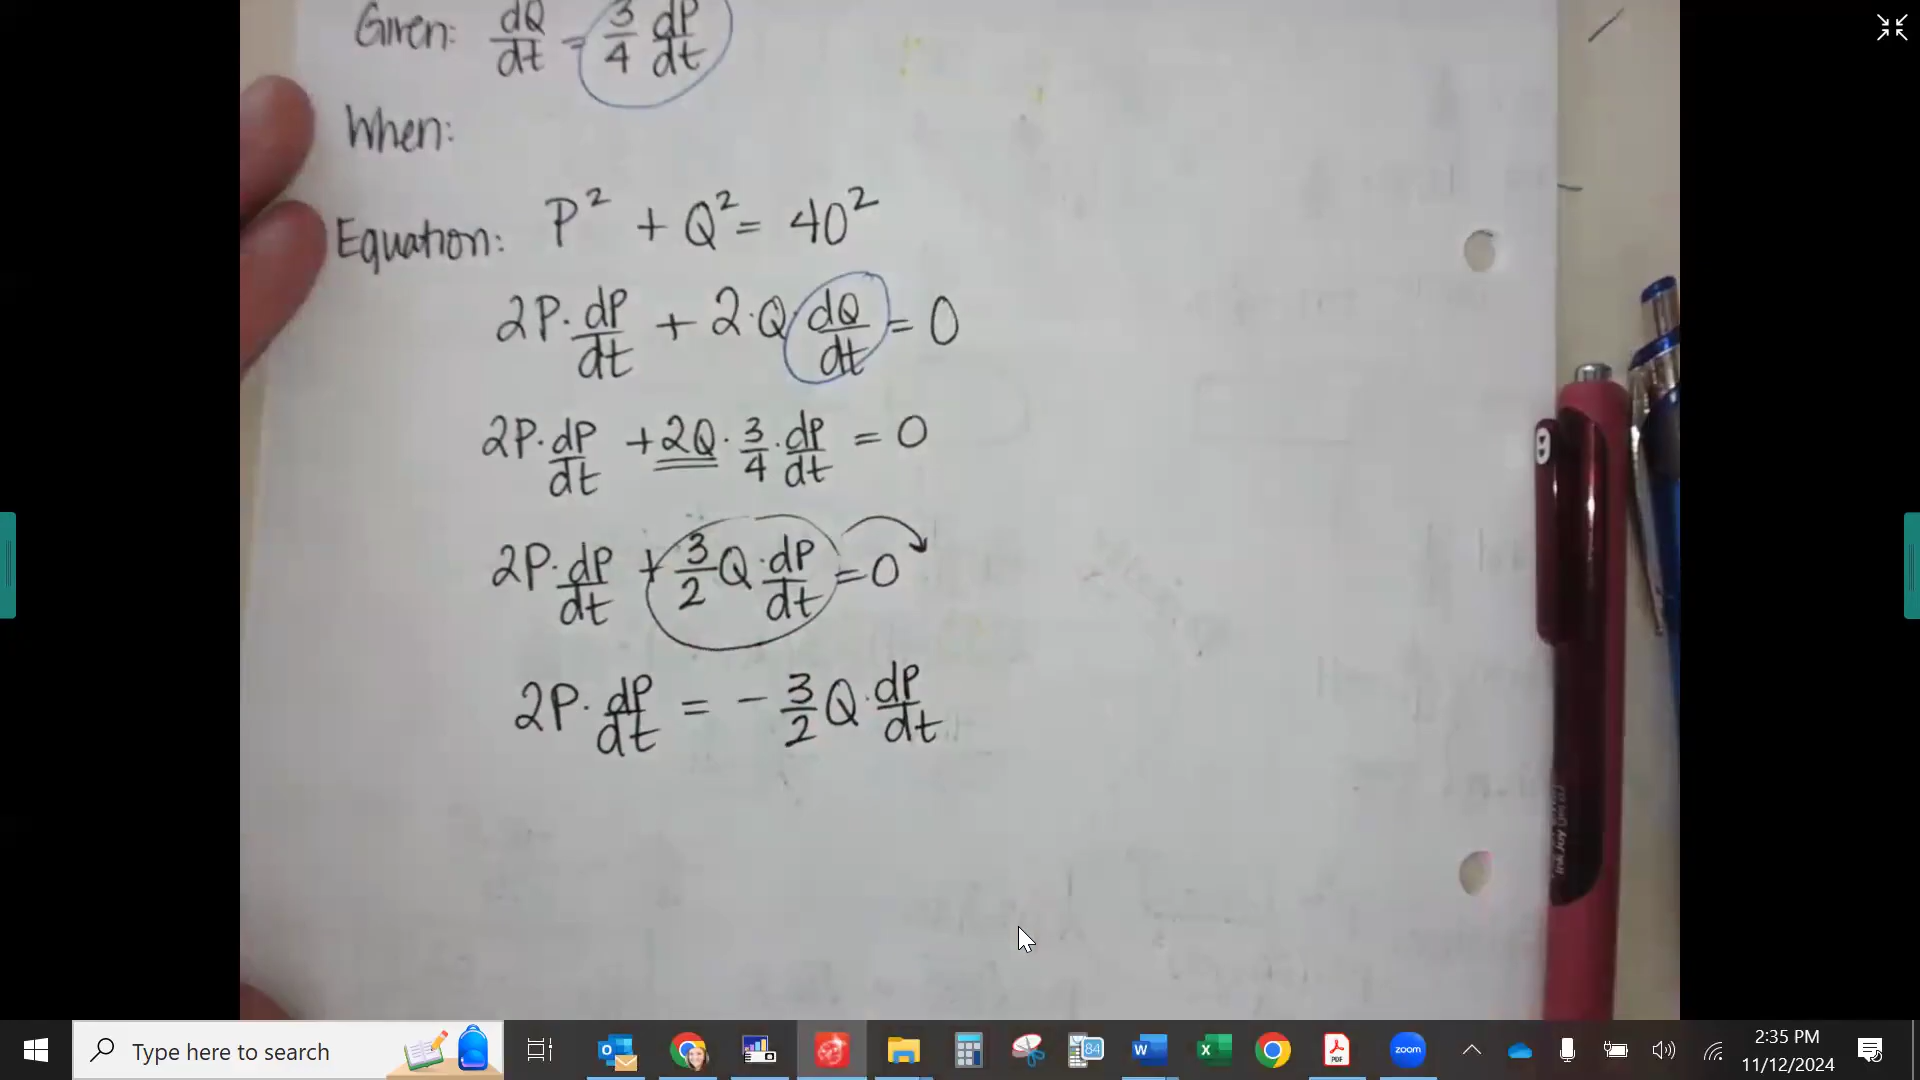 Given: dQ/dt = 3/4 dP/dt
When:
Equation: P² + Q² = 40²
2P · dP/dt + 2 · Q · dQ/dt = 0
2P · dP/dt + 2Q · 3/4 · dP/dt = 0
2P · dP/dt + 3/2 Q · dP/dt = 0
2P · dP/dt = - 3/2 Q · dP/dt
Type here to search
84
zoom
2:35 PM
11/12/2024